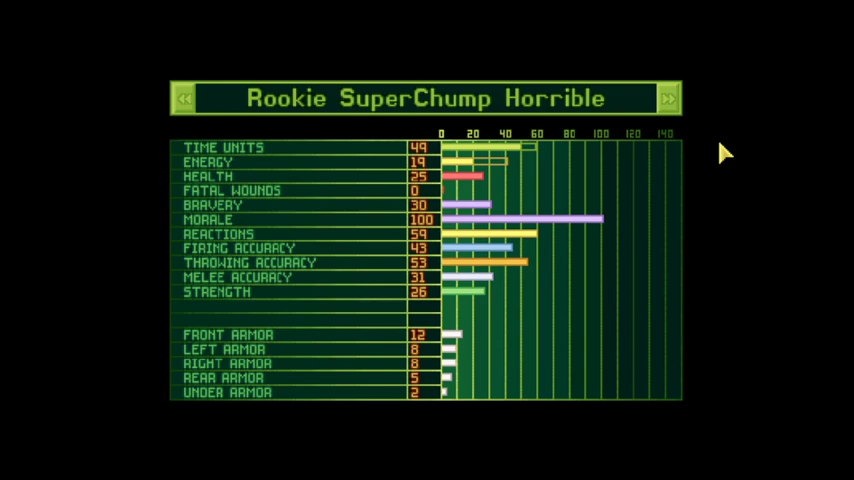 Rookie SuperChump Horrible
0 20 40 60 80 100 120 140
TIME UNITS 49
ENERGY 19
HEALTH 25
FATAL WOUNDS 0
BRAVERY 30
MORALE 100
REACTIONS 59
FIRING ACCURACY 43
THROWING ACCURACY 53
MELEE ACCURACY 31
STRENGTH 26
FRONT ARMOR 12
LEFT ARMOR 8
RIGHT ARMOR 8
REAR ARMOR 5
UNDER ARMOR 2